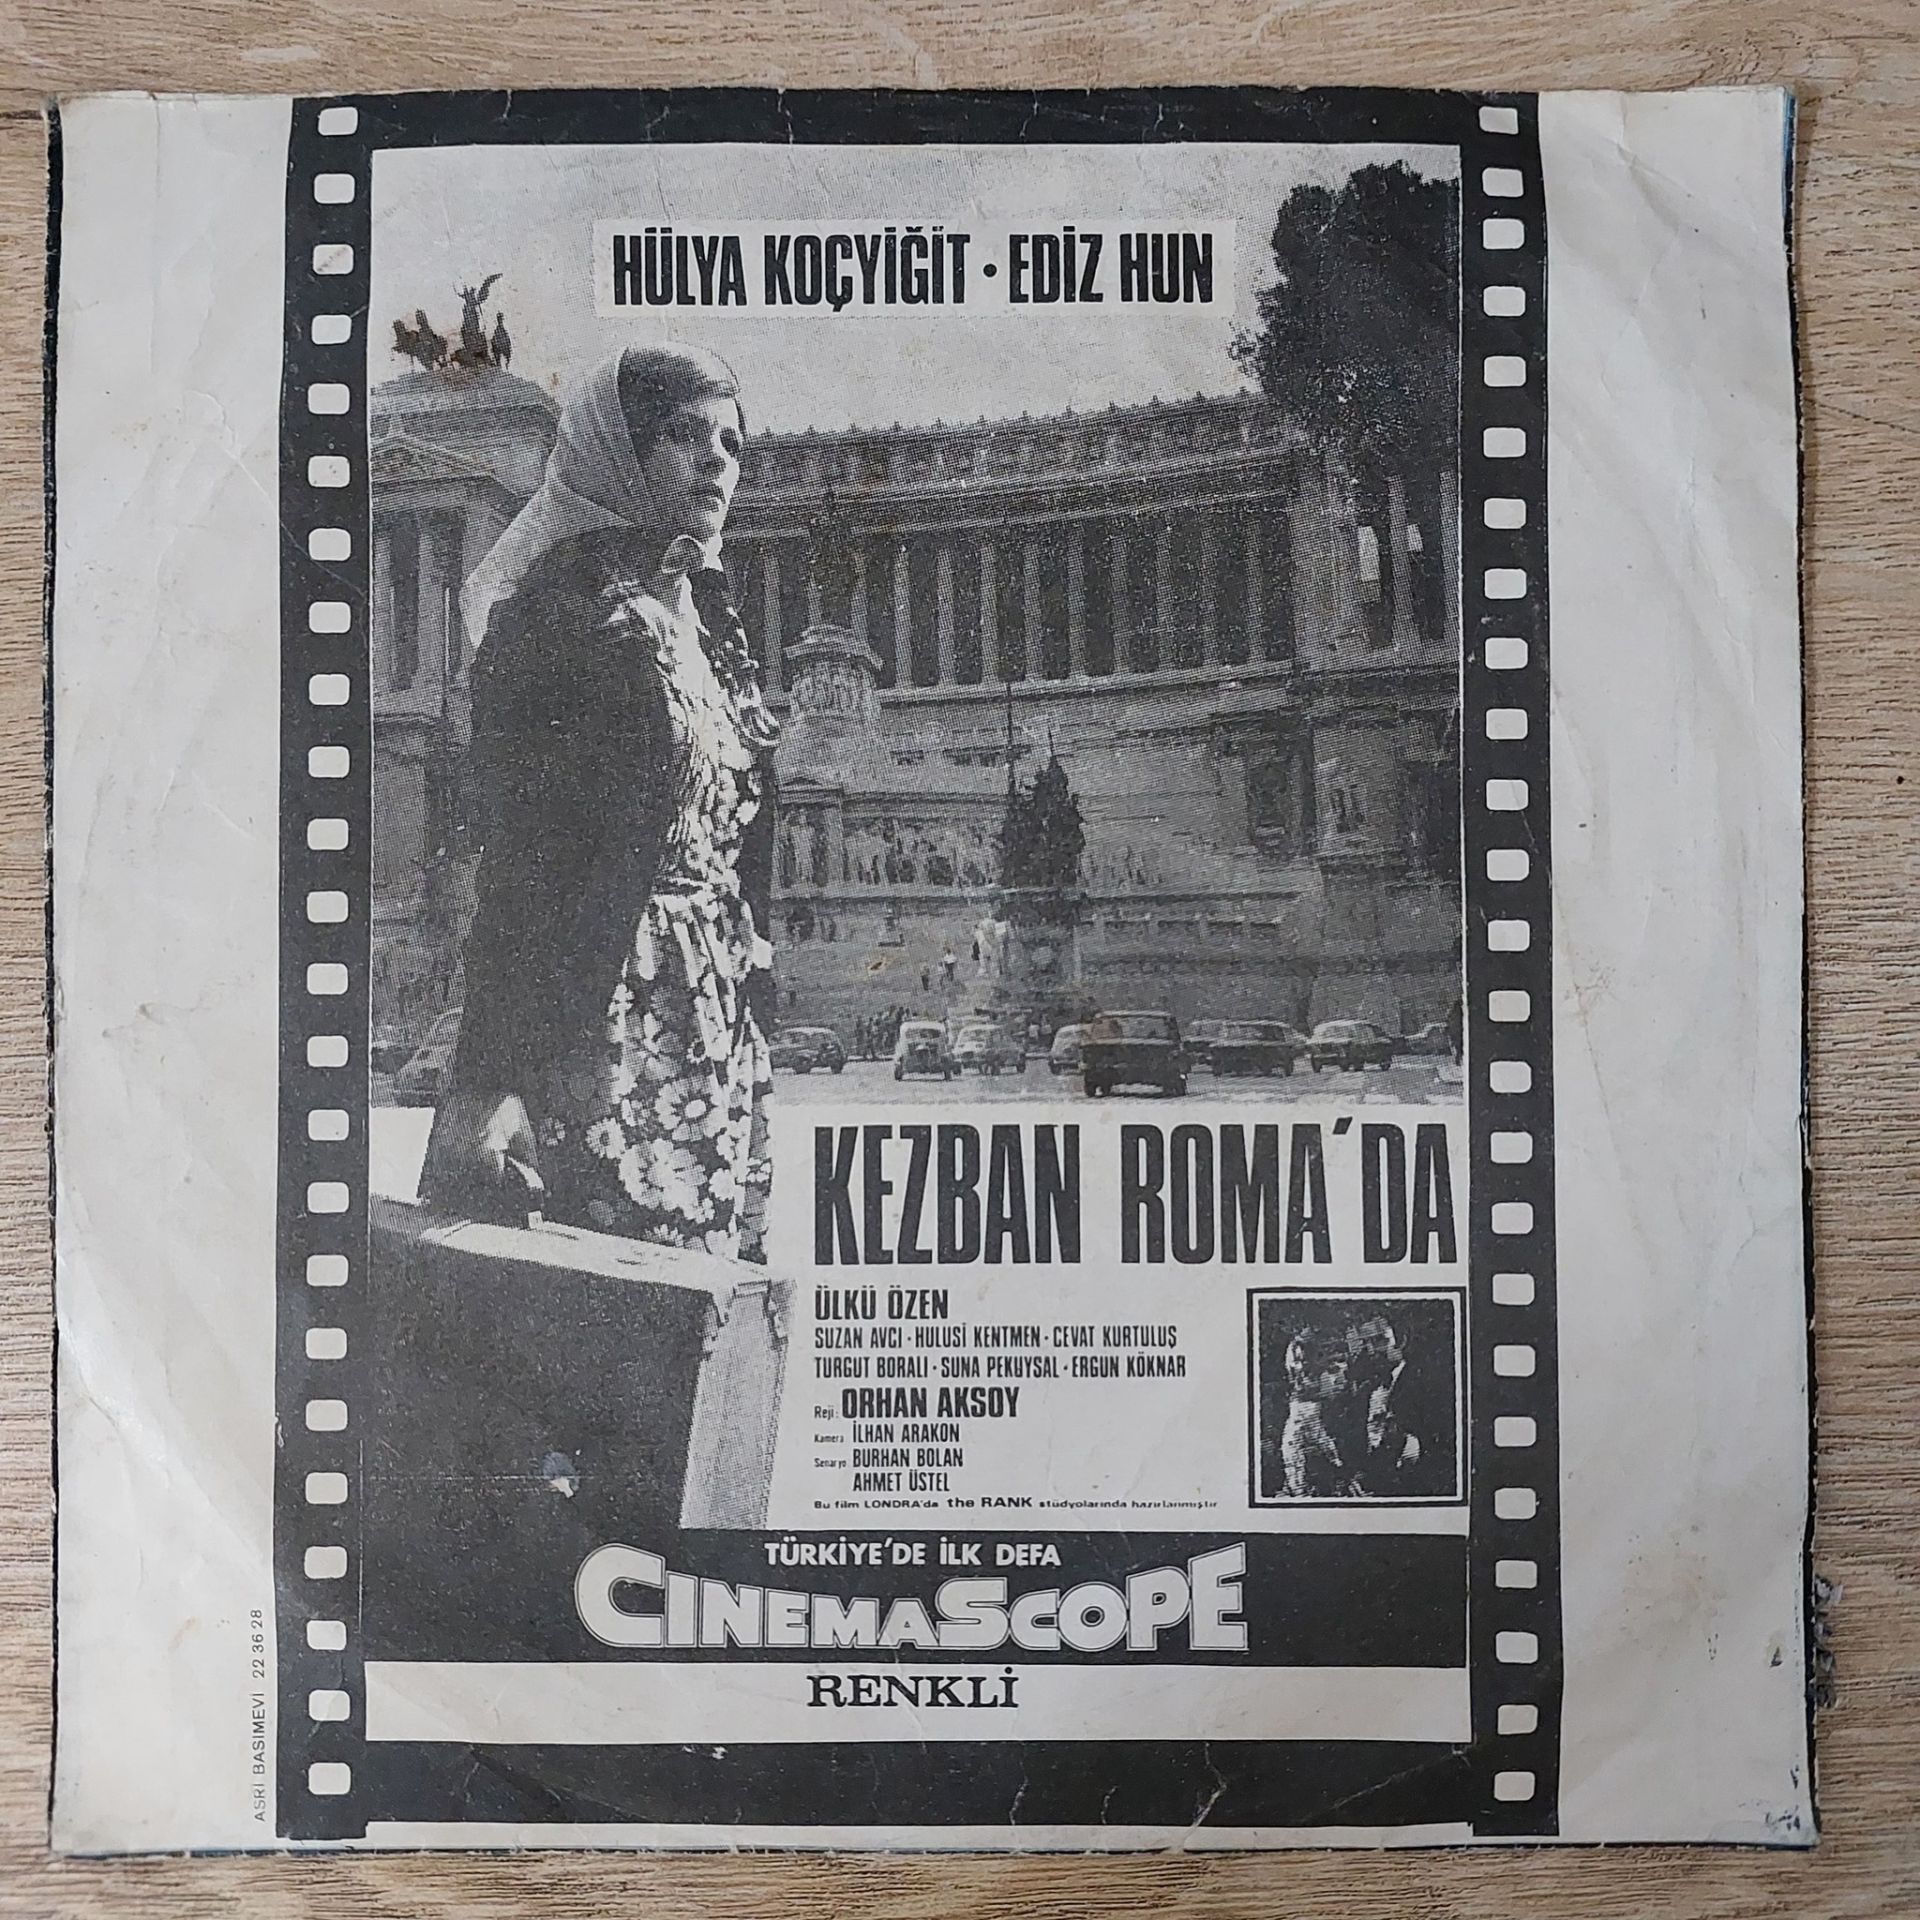 HÜLYA KOÇYİĞİT · EDİZ HUN
KEZBAN ROMA'DA
ÜLKÜ ÖZEN
SUZAN AVCI · HULUSİ KENTMEN · CEVAT KURTULUŞ
TURGUT BORALI · SUNA PEKUYSAL · ERGUN KÖKNAR
Reji: ORHAN AKSOY
Kamera İLHAN ARAKON
Senaryo: BURHAN BOLAN
AHMET ÜSTEL
Bu film LONDRA'da the RANK stüdyolarında hazırlanmıştır
TÜRKİYE'DE İLK DEFA
CINEMASCOPE
RENKLİ
ASRİ BASIMEVİ 22 36 28